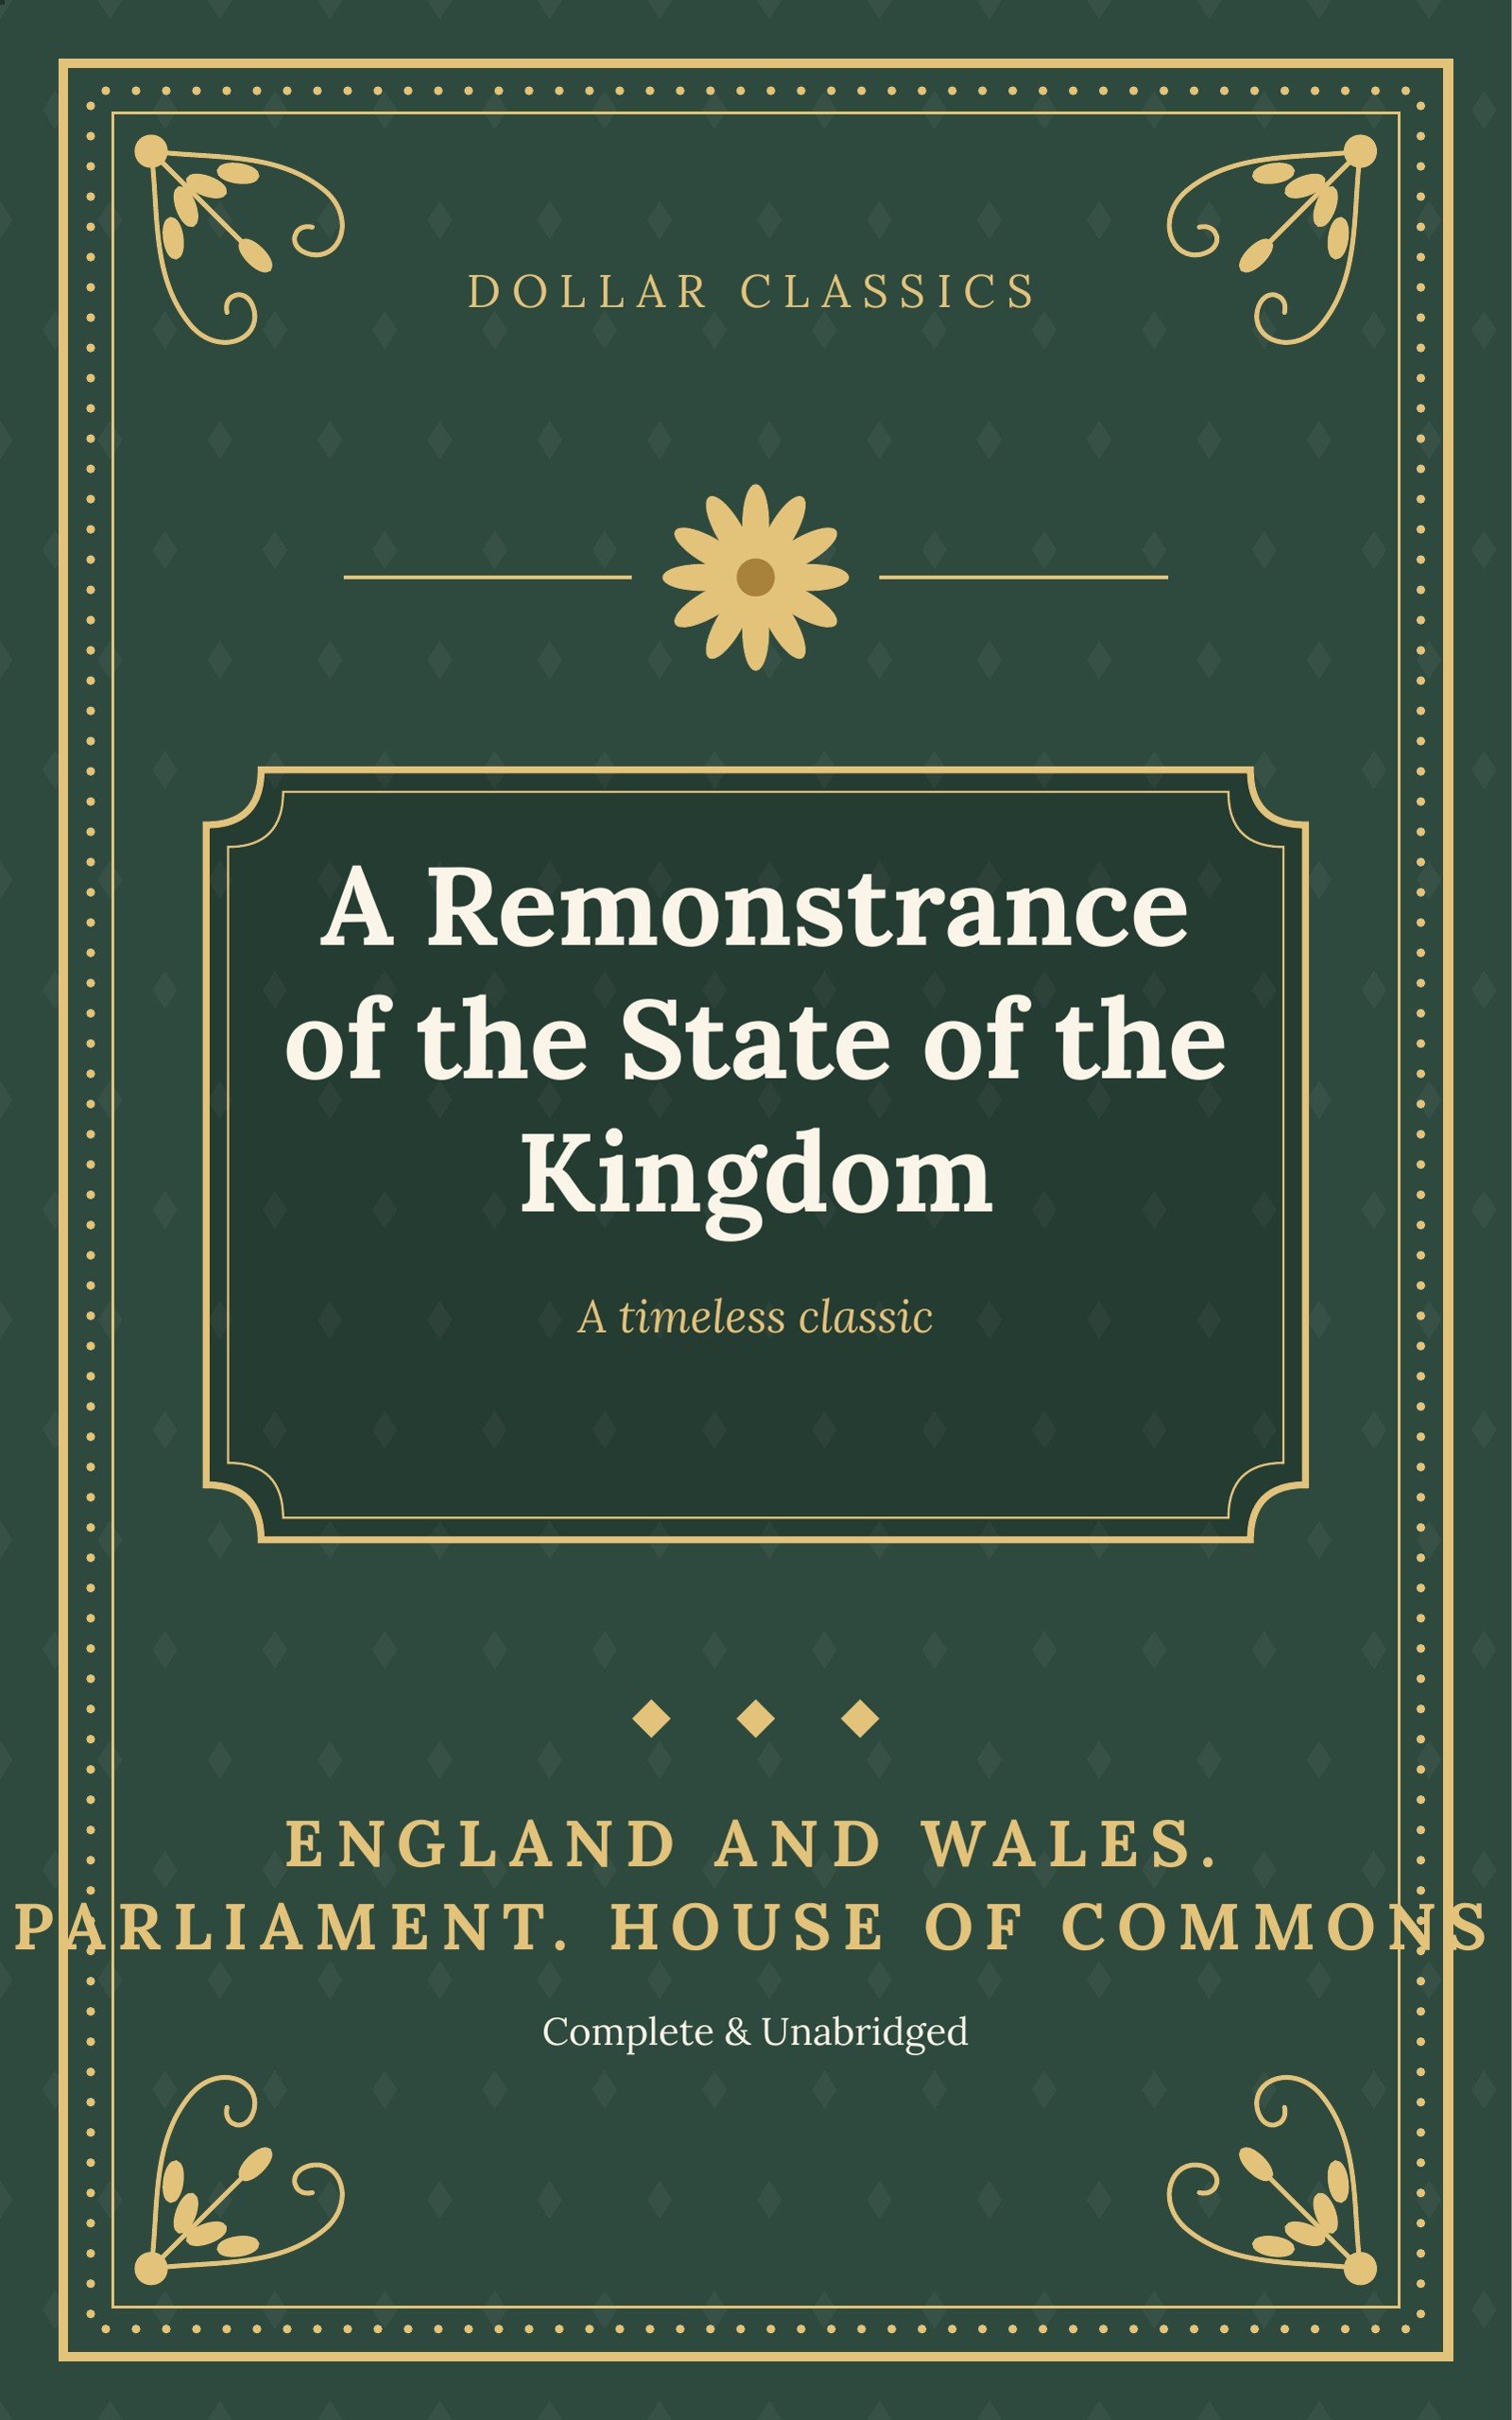 DOLLAR CLASSICS
A Remonstrance
of the State of the
Kingdom
A timeless classic
ENGLAND AND WALES.
PARLIAMENT. HOUSE OF COMMONS
Complete & Unabridged